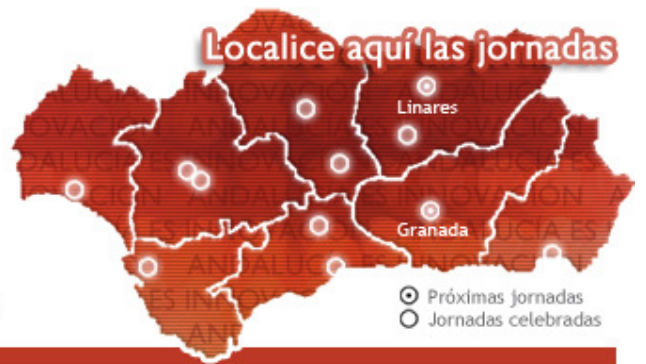 Localice aquí las jornadas
Linares
Granada
Próximas jornadas
Jornadas celebradas